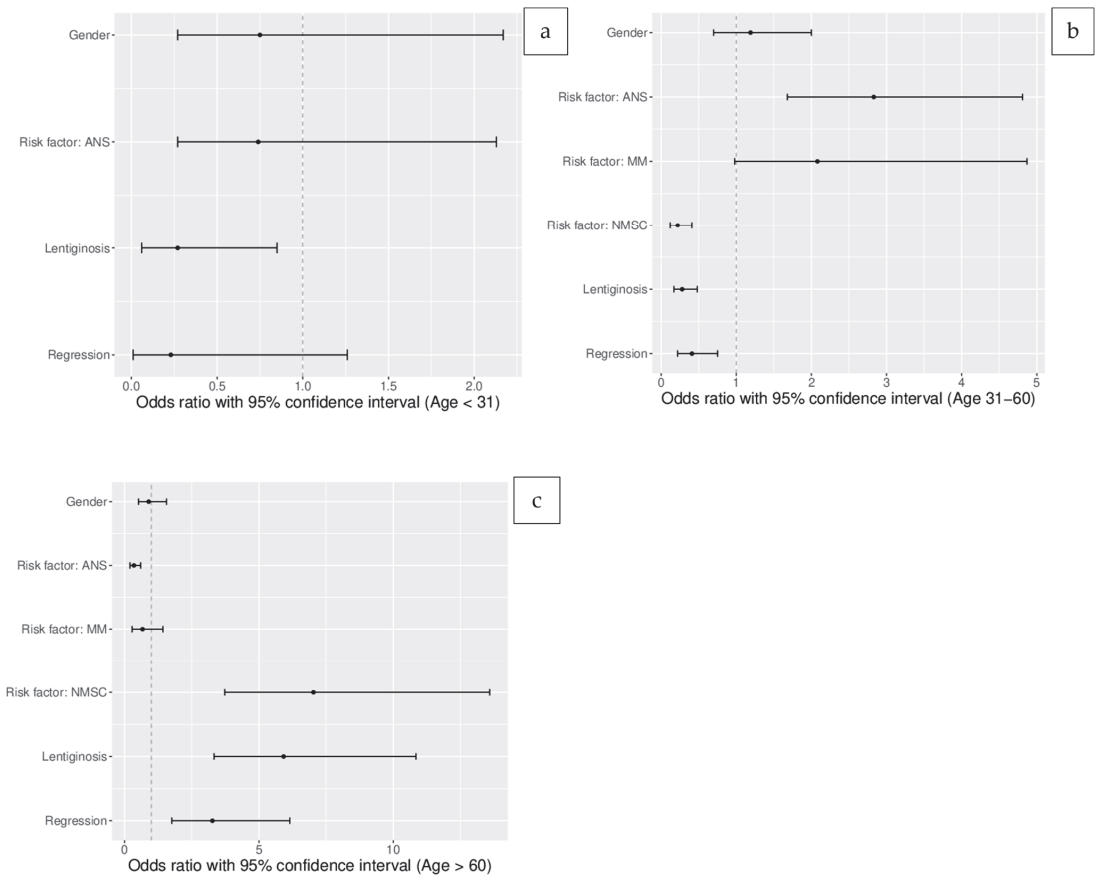 a
Gender
Risk factor: ANS
Lentiginosis
Regression
0.0 0.5 1.0 1.5 2.0
Odds ratio with 95% confidence interval (Age < 31)
b
Gender
Risk factor: ANS
Risk factor: MM
Risk factor: NMSC
Lentiginosis
Regression
0 1 2 3 4 5
Odds ratio with 95% confidence interval (Age 31–60)
c
Gender
Risk factor: ANS
Risk factor: MM
Risk factor: NMSC
Lentiginosis
Regression
0 5 10
Odds ratio with 95% confidence interval (Age > 60)